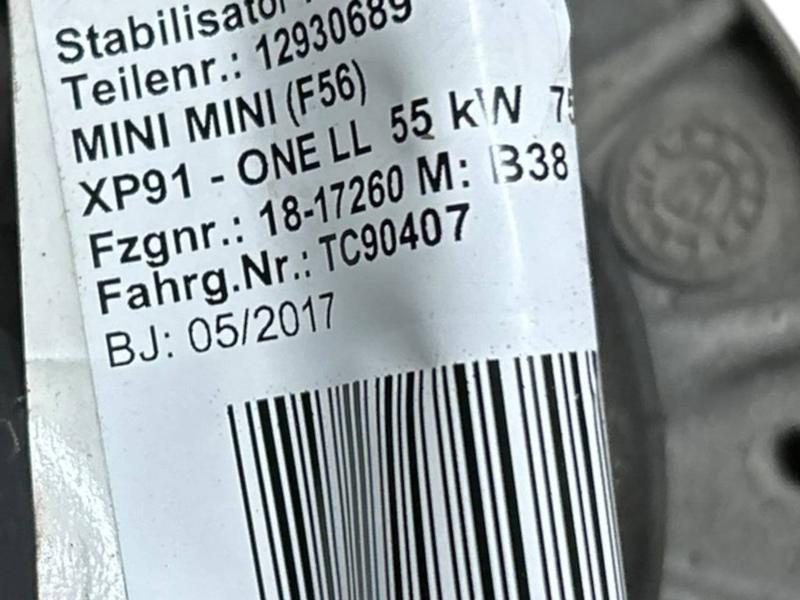 Stabilisator
Teilenr.: 12930689
MINI MINI (F56)
XP91 - ONE LL 55 kW 75
Fzgnr.: 18-17260 M: B38
Fahrg.Nr.: TC90407
BJ: 05/2017